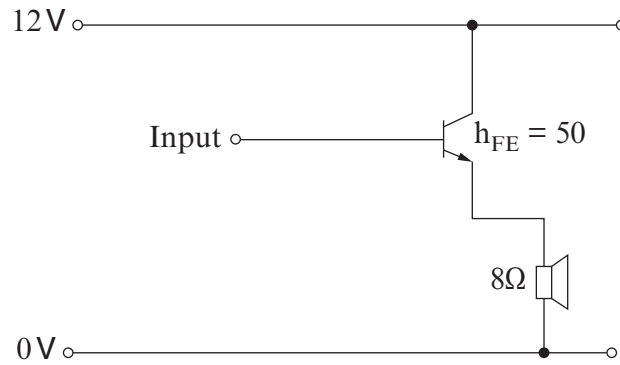 12V
Input
h_FE = 50
8Ω
0V